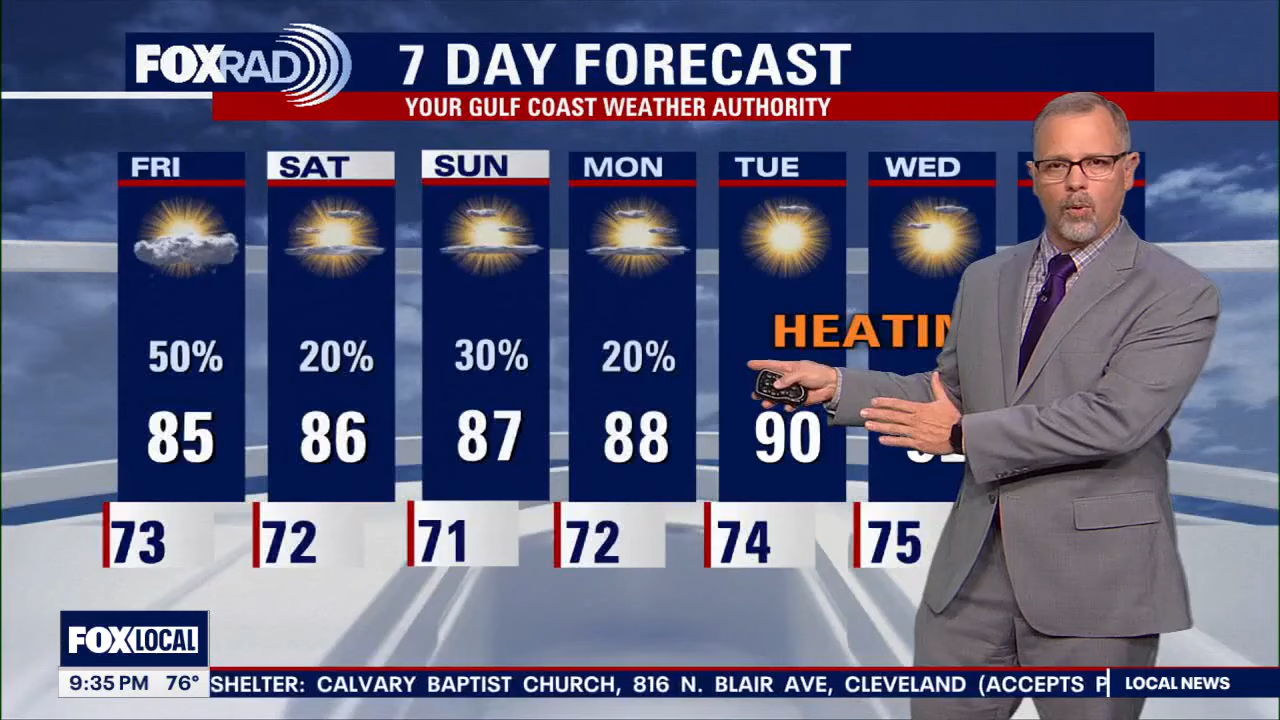 FOXRAD
7 DAY FORECAST
YOUR GULF COAST WEATHER AUTHORITY
FRI SAT SUN MON TUE WED
50% 20% 30% 20%
HEATIN
85 86 87 88 90
73 72 71 72 74 75
FOX LOCAL
9:35 PM 76°
SHELTER: CALVARY BAPTIST CHURCH, 816 N. BLAIR AVE, CLEVELAND (ACCEPTS P
LOCAL NEWS